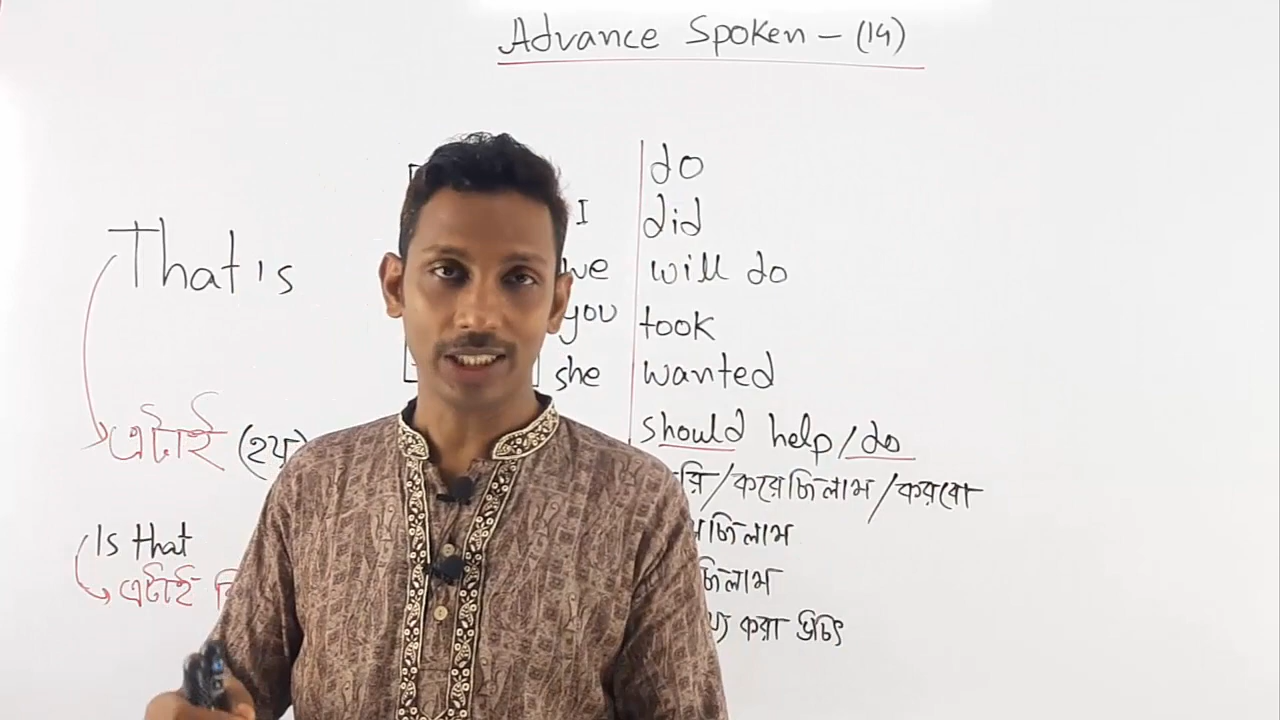 Advance Spoken - (14)
do
I did
That's
we will do
you took
she wanted
should help/do
এটাই (হয়)
/করেছিলাম/করবো
Is that
এটাই
করা উচিৎ